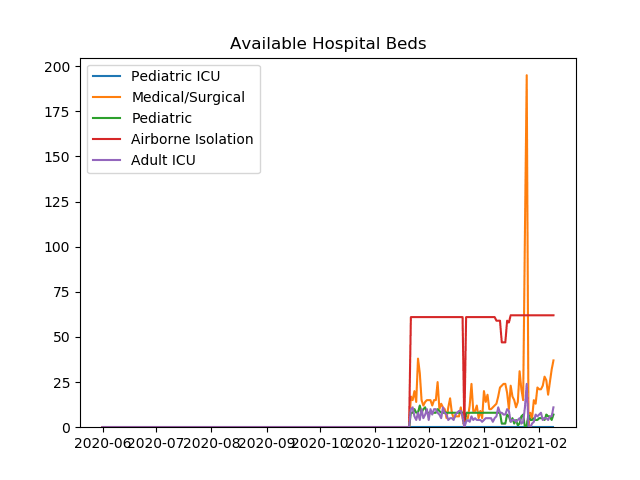 Available Hospital Beds
Pediatric ICU
Medical/Surgical
Pediatric
Airborne Isolation
Adult ICU
200
175
150
125
100
75
50
25
0
2020-06 2020-07 2020-08 2020-09 2020-10 2020-11 2020-12 2021-01 2021-02